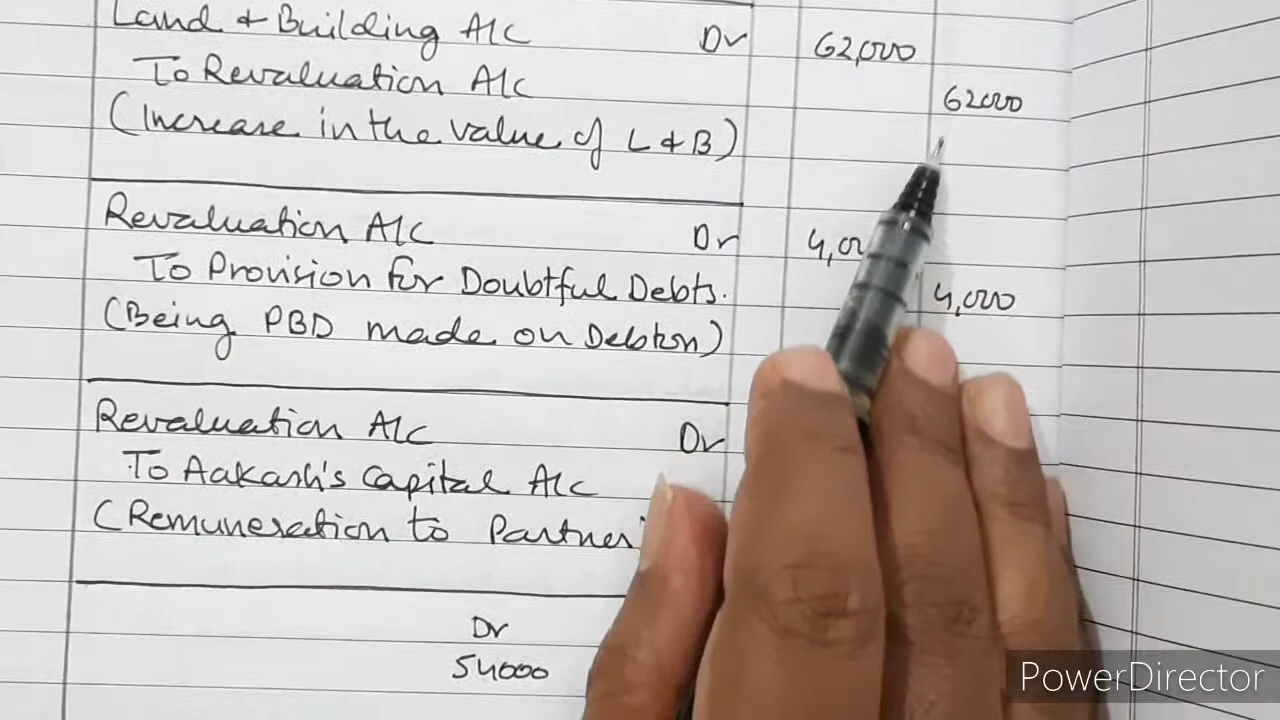 Land & Building A/c Dr 62,000
To Revaluation A/c 62000
(Increase in the value of L & B)
Revaluation A/c Dr
To Provision for Doubtful Debts. 4,000
(Being PBD made on Debtors)
Revaluation A/c Dr
To Aakash's Capital A/c
(Remuneration to Partner
Dr
54000
PowerDirector